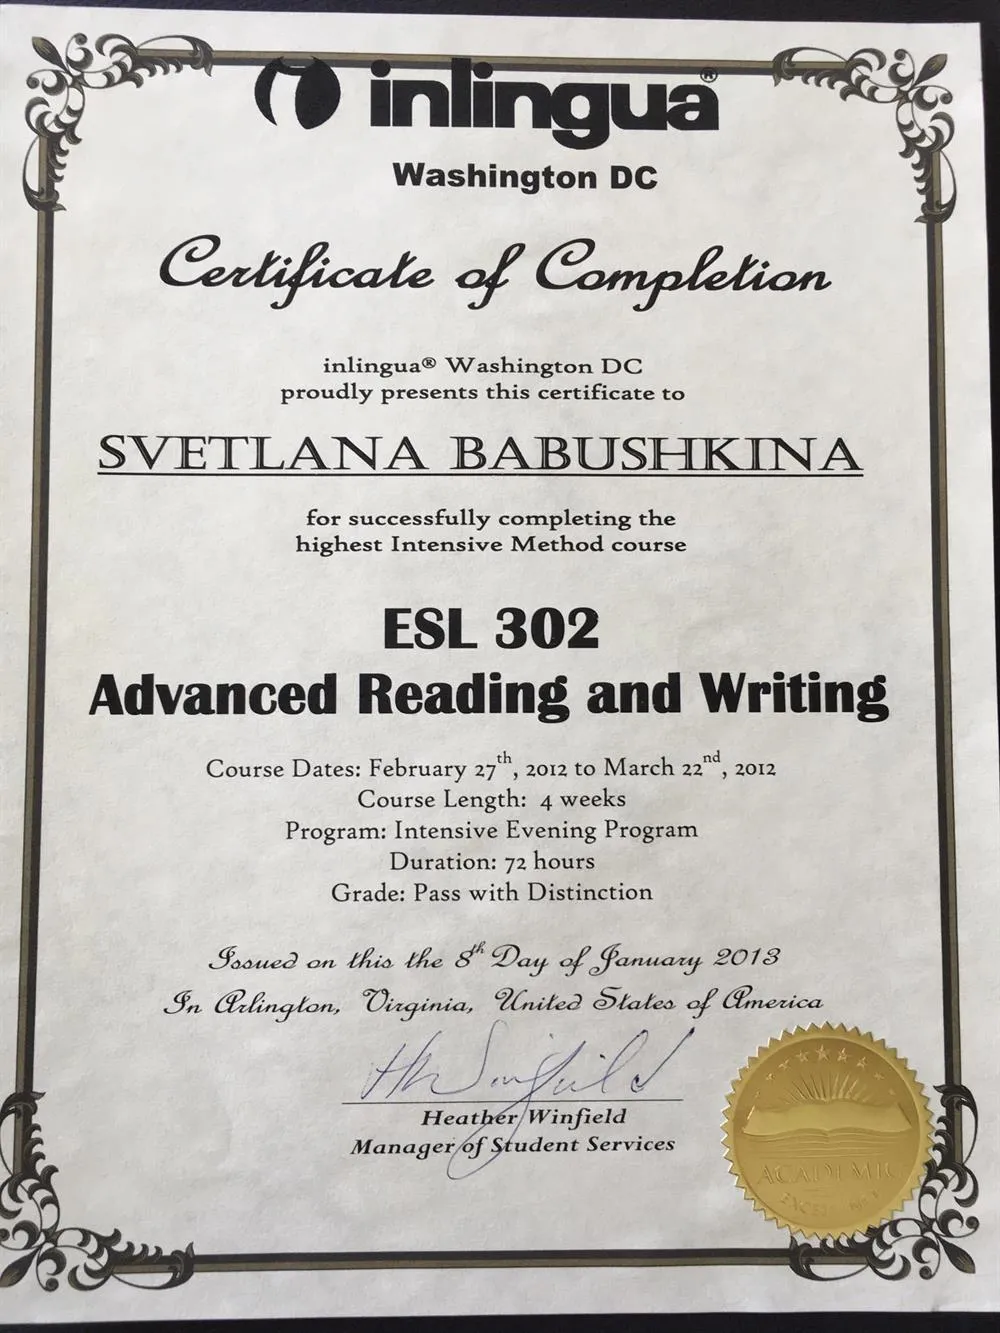 inlingua®
Washington DC
Certificate of Completion
inlingua® Washington DC
proudly presents this certificate to
SVETLANA BABUSHKINA
for successfully completing the
highest Intensive Method course
ESL 302
Advanced Reading and Writing
Course Dates: February 27th, 2012 to March 22nd, 2012
Course Length: 4 weeks
Program: Intensive Evening Program
Duration: 72 hours
Grade: Pass with Distinction
Issued on this the 8th Day of January 2013
In Arlington, Virginia, United States of America
Heather Winfield
Manager of Student Services
ACADEMIC